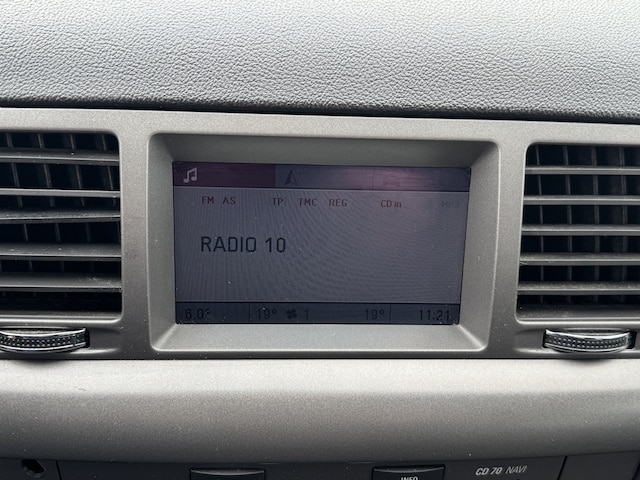 FM AS TP TMC REG CD in MP3
RADIO 10
6.0° 19° 1 19° 11:21
INFO
CD 70 NAVI